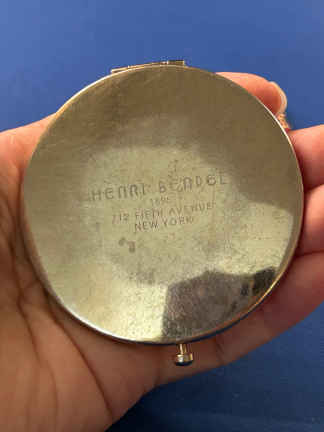 HENRI BENDEL
1895
712 FIFTH AVENUE
NEW YORK